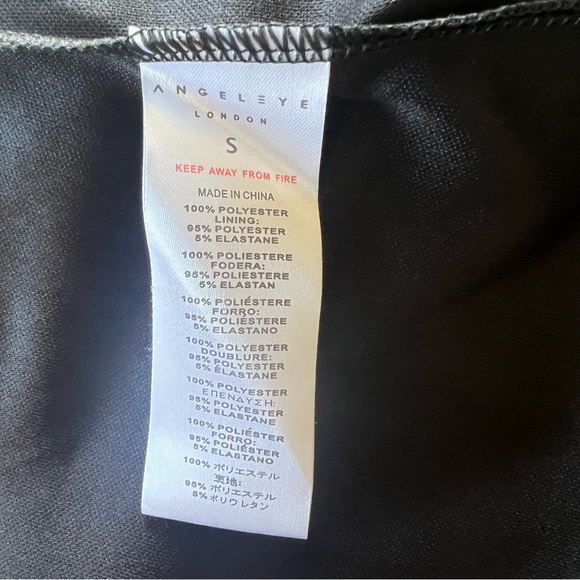 ANGELEYE
LONDON
S
KEEP AWAY FROM FIRE
MADE IN CHINA
100% POLYESTER
LINING:
95% POLYESTER
5% ELASTANE
100% POLIESTERE
FODERA:
95% POLIESTERE
5% ELASTAN
100% POLIÉSTERE
FORRO:
95% POLIÉSTERE
5% ELASTANO
100% POLYESTER
DOUBLURE:
95% POLYESTER
5% ELASTANE
100% POLYESTER
ΕΠΕΝΔΥΣΗ:
95% POLYESTER
5% ELASTANE
100% POLIÉSTER
FORRO:
95% POLIÉSTER
5% ELASTANO
100% ポリエステル
裏地:
95% ポリエステル
5% ポリウレタン